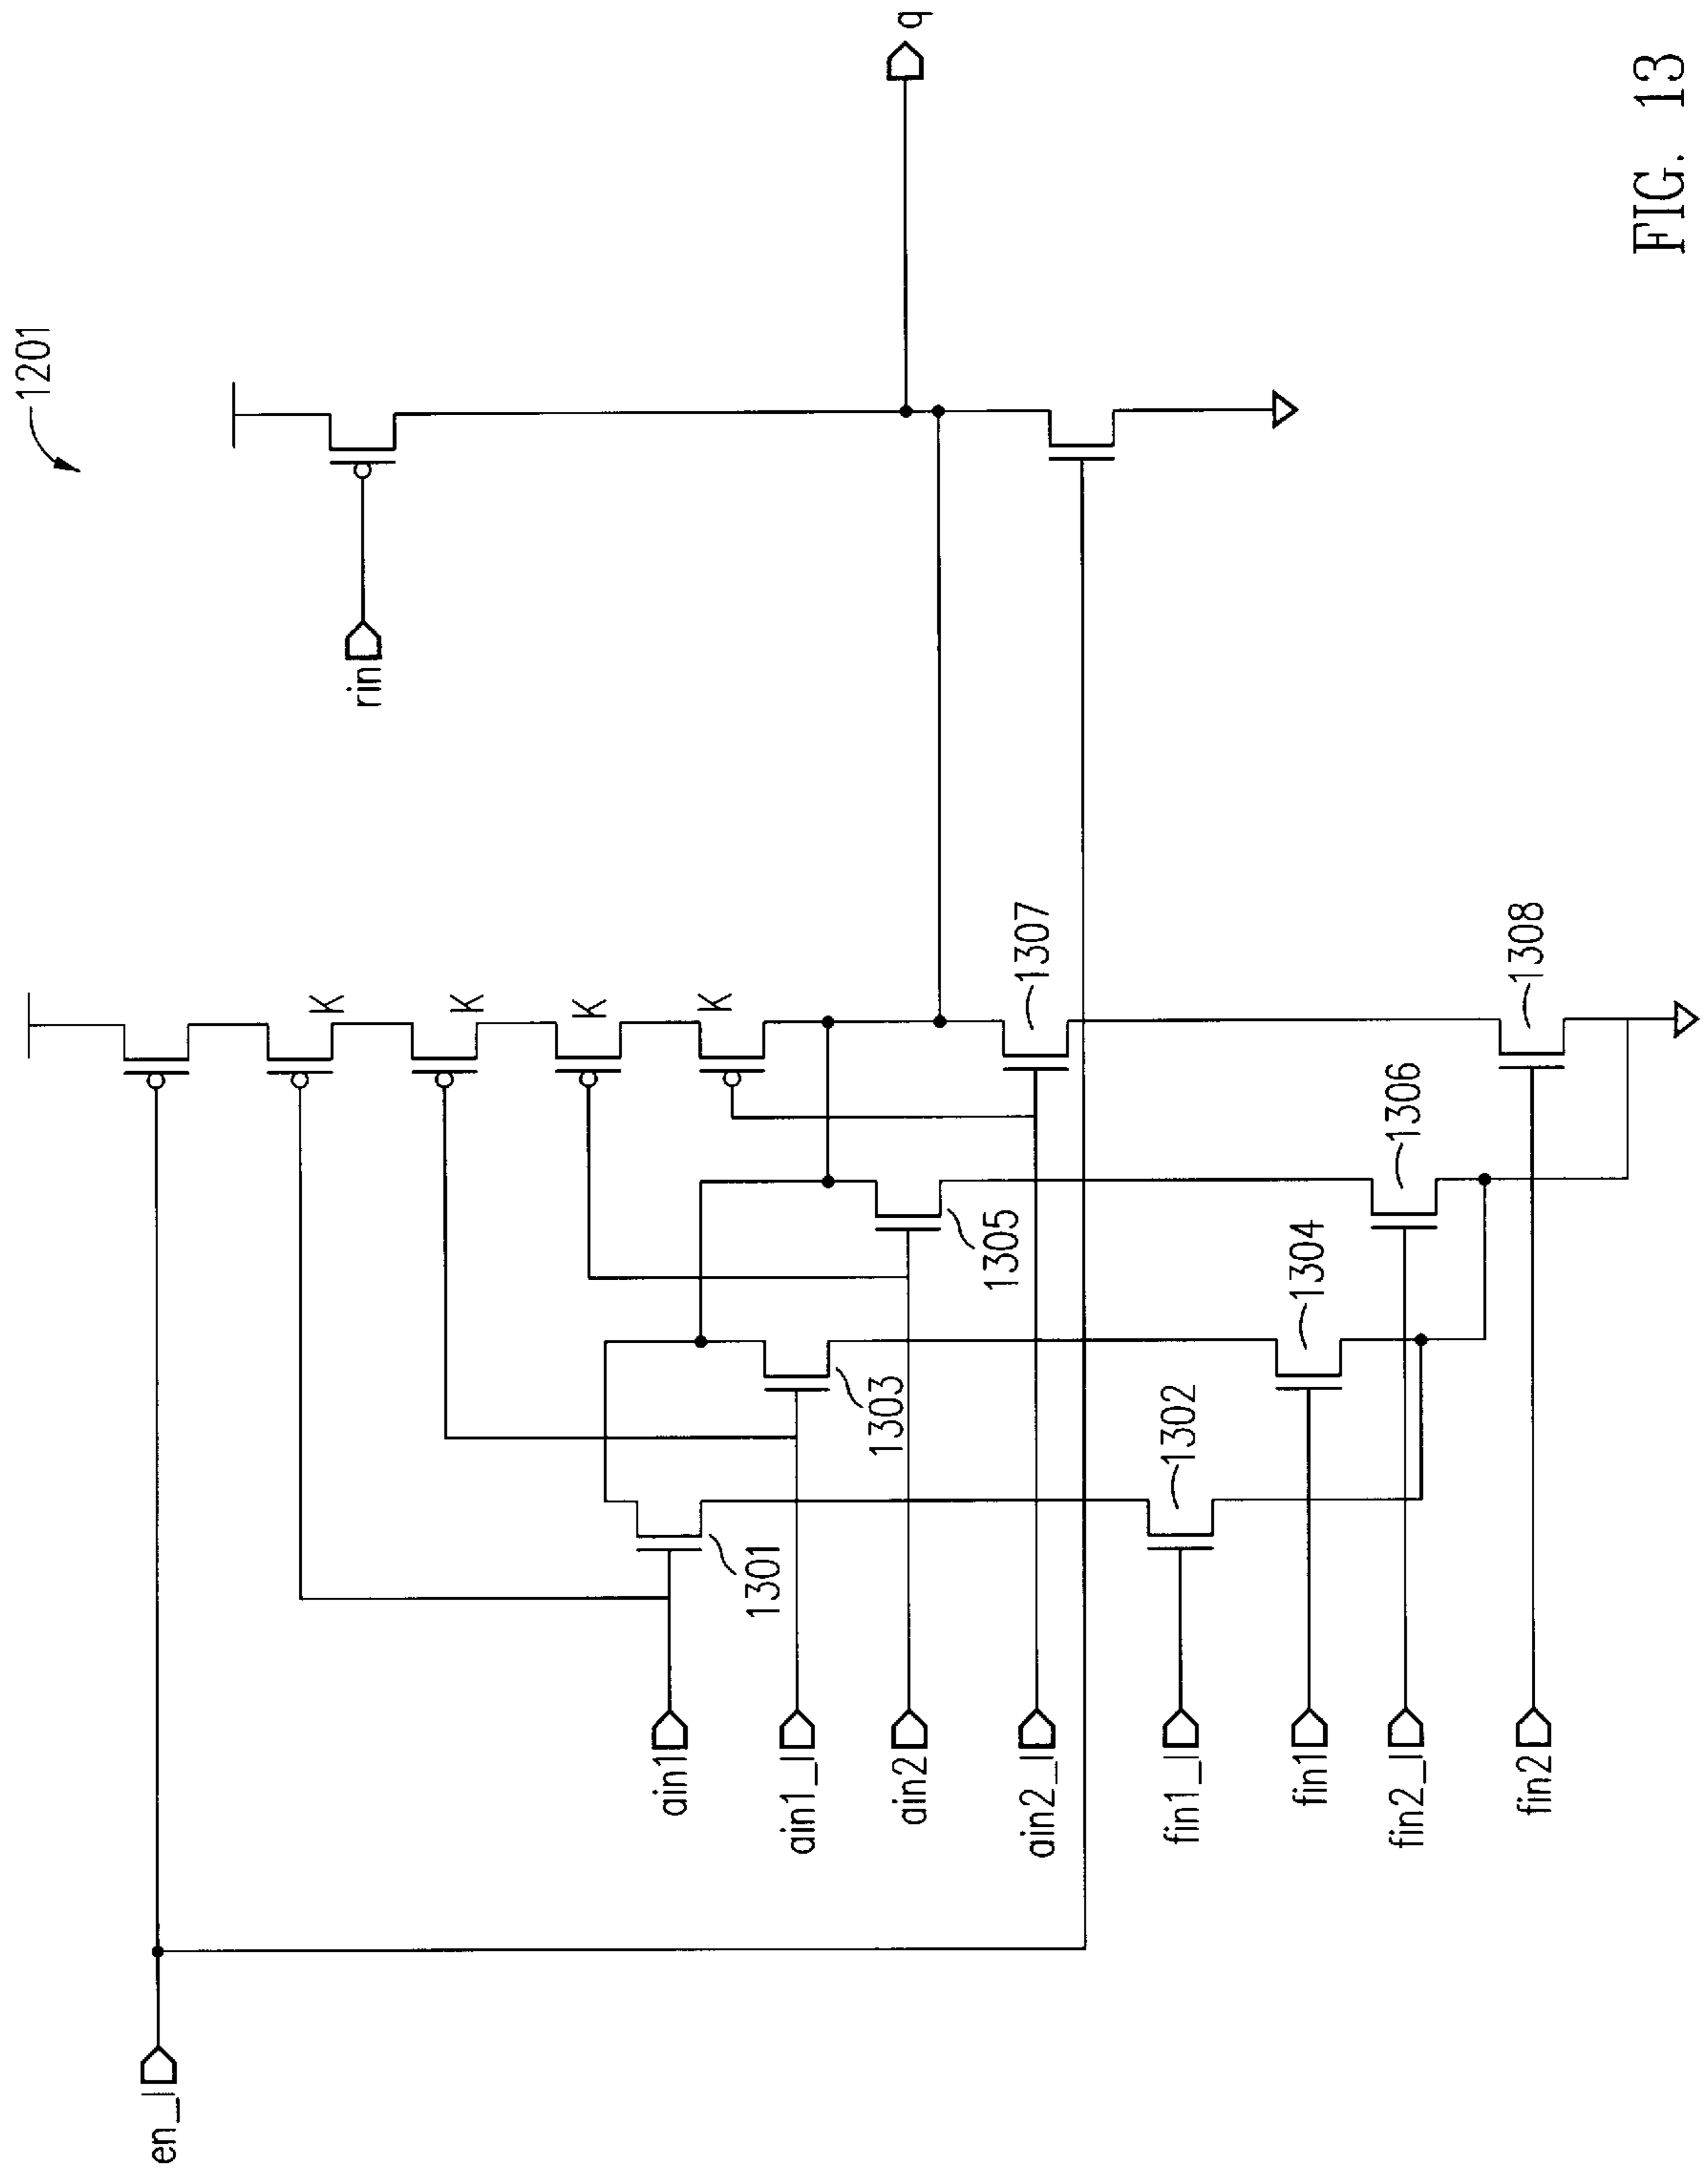 1201
en_l
rin
q
K
K
K
K
ain1
ain1_l
ain2
ain2_l
fin1_l
fin1
fin2_l
fin2
1301
1303
1305
1307
1302
1304
1306
1308
FIG. 13